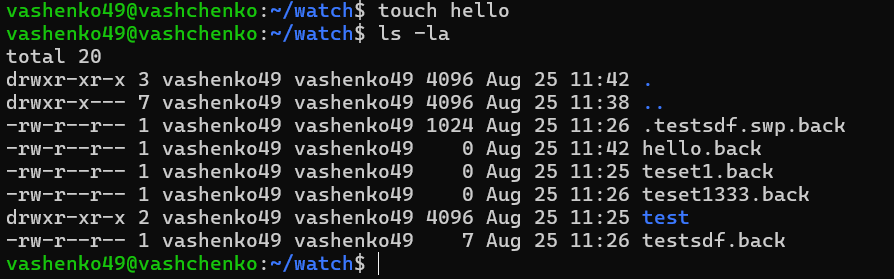 vashenko49@vashchenko:~/watch$ touch hello
vashenko49@vashchenko:~/watch$ ls -la
total 20
drwxr-xr-x 3 vashenko49 vashenko49 4096 Aug 25 11:42 .
drwxr-x--- 7 vashenko49 vashenko49 4096 Aug 25 11:38 ..
-rw-r--r-- 1 vashenko49 vashenko49 1024 Aug 25 11:26 .testsdf.swp.back
-rw-r--r-- 1 vashenko49 vashenko49    0 Aug 25 11:42 hello.back
-rw-r--r-- 1 vashenko49 vashenko49    0 Aug 25 11:25 teset1.back
-rw-r--r-- 1 vashenko49 vashenko49    0 Aug 25 11:26 teset1333.back
drwxr-xr-x 2 vashenko49 vashenko49 4096 Aug 25 11:25 test
-rw-r--r-- 1 vashenko49 vashenko49    7 Aug 25 11:26 testsdf.back
vashenko49@vashchenko:~/watch$